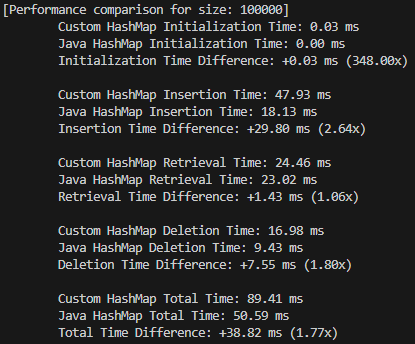 [Performance comparison for size: 100000]
Custom HashMap Initialization Time: 0.03 ms
Java HashMap Initialization Time: 0.00 ms
Initialization Time Difference: +0.03 ms (348.00x)
Custom HashMap Insertion Time: 47.93 ms
Java HashMap Insertion Time: 18.13 ms
Insertion Time Difference: +29.80 ms (2.64x)
Custom HashMap Retrieval Time: 24.46 ms
Java HashMap Retrieval Time: 23.02 ms
Retrieval Time Difference: +1.43 ms (1.06x)
Custom HashMap Deletion Time: 16.98 ms
Java HashMap Deletion Time: 9.43 ms
Deletion Time Difference: +7.55 ms (1.80x)
Custom HashMap Total Time: 89.41 ms
Java HashMap Total Time: 50.59 ms
Total Time Difference: +38.82 ms (1.77x)